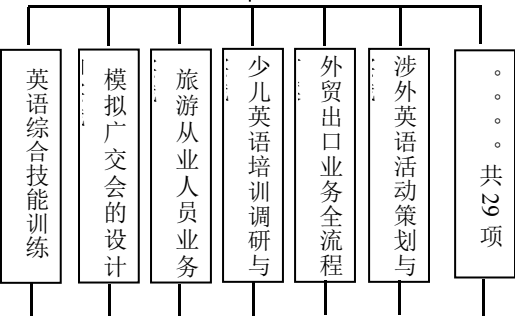 英语综合技能训练
模拟广交会的设计
旅游从业人员业务
少儿英语培训调研与
外贸出口业务全流程
涉外英语活动策划与
。。。。共 29 项